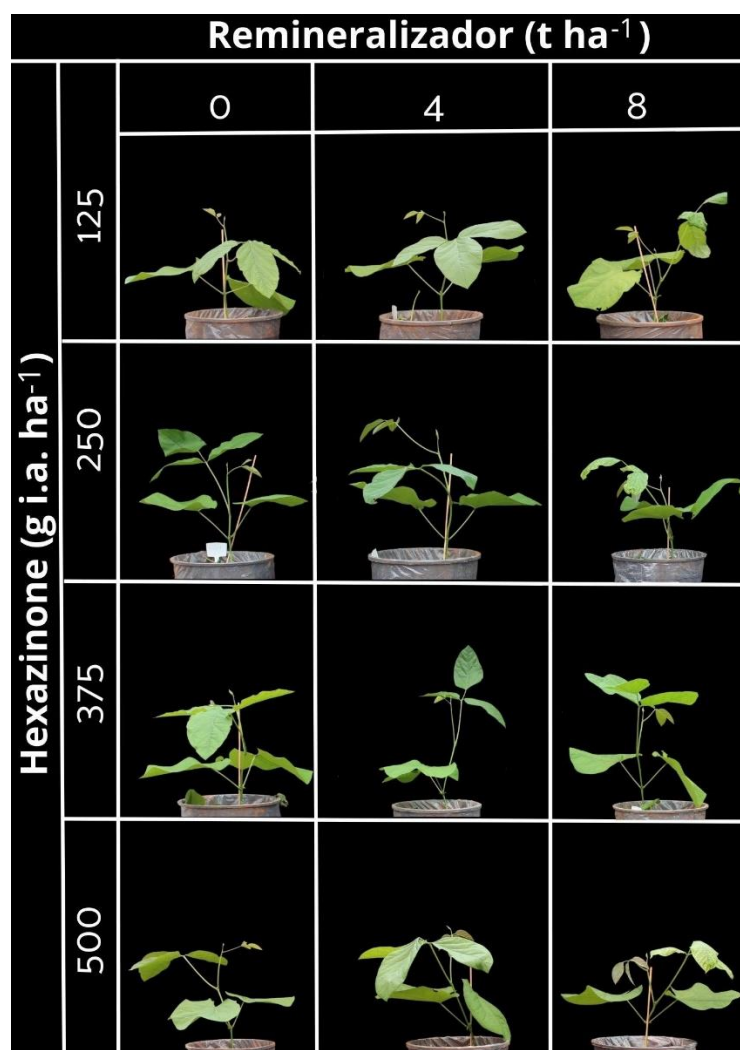 Remineralizador (t ha⁻¹)
0 4 8
Hexazinone (g i.a. ha⁻¹)
125
250
375
500